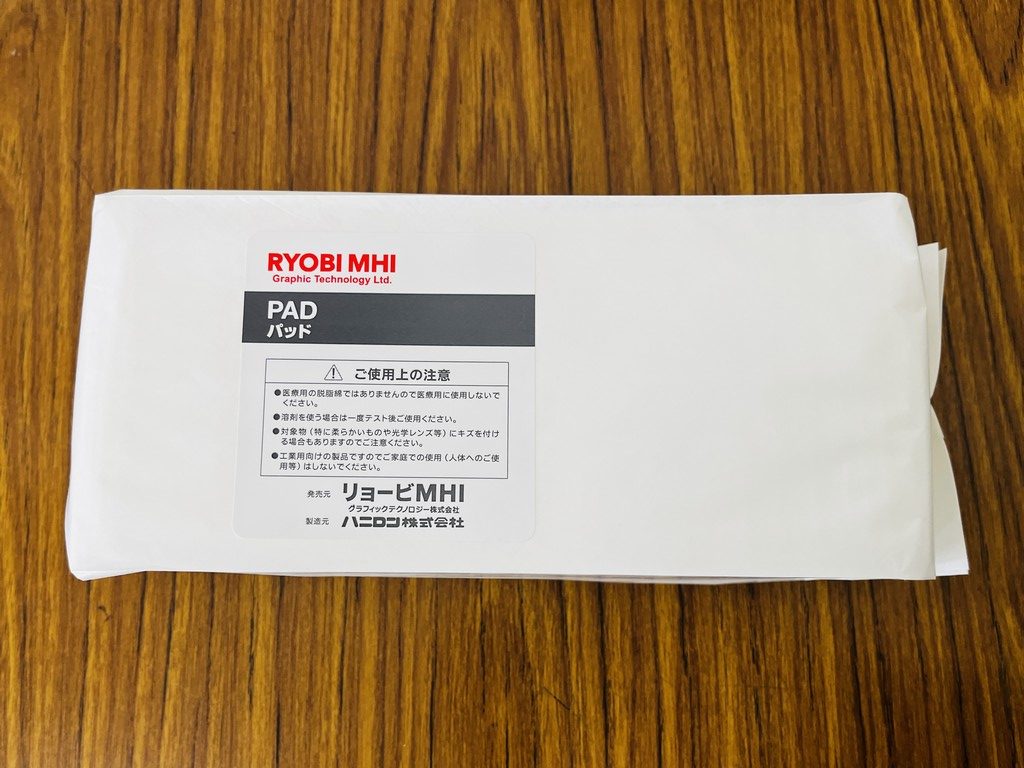 RYOBI MHI
Graphic Technology Ltd.
PAD
パッド
ご使用上の注意
●医療用の脱脂綿ではありませんので医療用に使用しないで
ください。
●溶剤を使う場合は一度テスト後ご使用ください。
●対象物（特に柔らかいものや光学レンズ等）にキズを付け
る場合もありますのでご注意ください。
●工業用向けの製品ですのでご家庭での使用（人体へのご使
用等）はしないでください。
発売元 リョービMHI
グラフィックテクノロジー株式会社
製造元 ハニロン株式会社